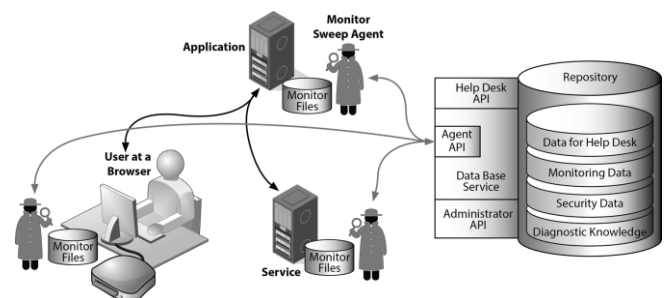 Monitor
Sweep Agent
Application
Monitor
Files
User at a
Browser
Monitor
Files
Service
Monitor
Files
Help Desk
API
Agent
API
Data Base
Service
Administrator
API
Repository
Data for Help Desk
Monitoring Data
Security Data
Diagnostic Knowledge